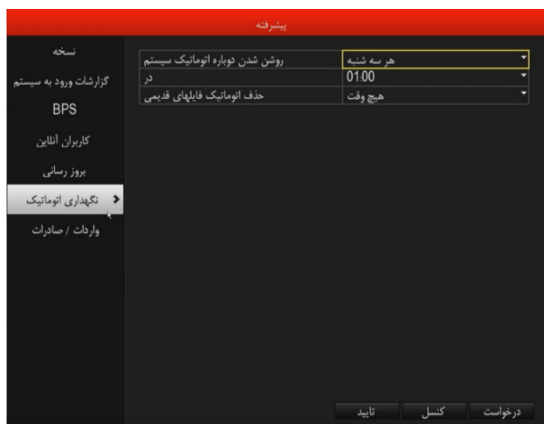 پیشرفته
نسخه
گزارشات ورود به سیستم
BPS
کاربران آنلاین
بروز رسانی
نگهداری اتوماتیک
واردات / صادرات
روشن شدن دوباره اتوماتیک سیستم
هر سه شنبه
در
01:00
حذف اتوماتیک فایلهای قدیمی
هیچ وقت
تایید
کنسل
درخواست